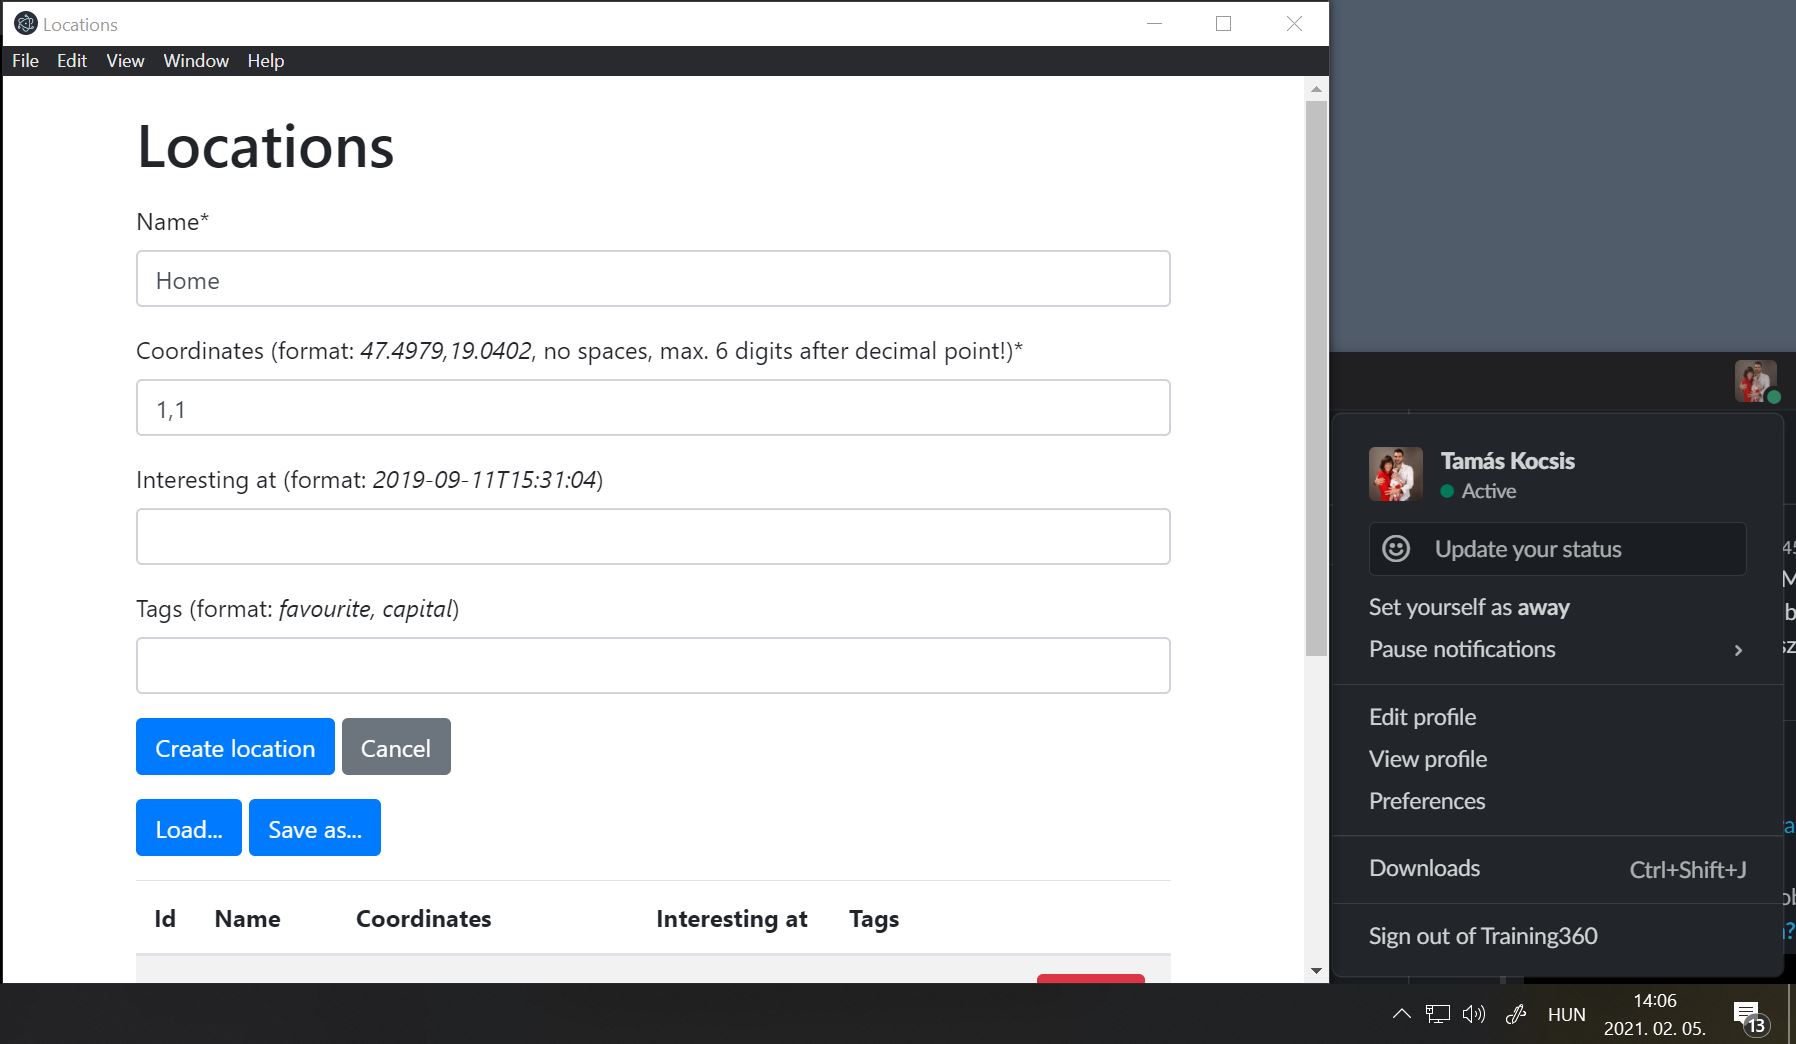 Locations
File Edit View Window Help
Locations
Name*
Home
Coordinates (format: 47.4979,19.0402, no spaces, max. 6 digits after decimal point!)*
1,1
Interesting at (format: 2019-09-11T15:31:04)
Tags (format: favourite, capital)
Create location Cancel
Load... Save as...
Id Name Coordinates Interesting at Tags
Tamás Kocsis
Active
Update your status
Set yourself as away
Pause notifications
Edit profile
View profile
Preferences
Downloads Ctrl+Shift+J
Sign out of Training360
HUN
14:06
2021. 02. 05.
13